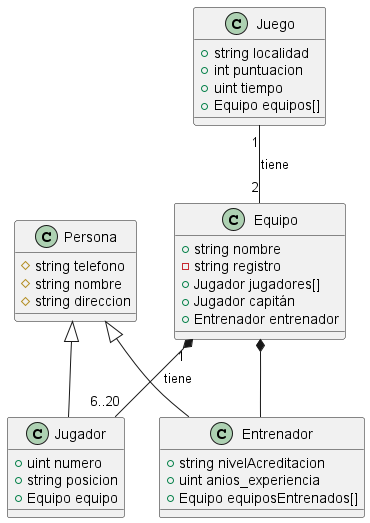 C Juego
string localidad
int puntuacion
uint tiempo
Equipo equipos[]
1
tiene
2
C Persona
string telefono
string nombre
string direccion
C Equipo
string nombre
string registro
Jugador jugadores[]
Jugador capitán
Entrenador entrenador
1
tiene
6..20
C Jugador
uint numero
string posicion
Equipo equipo
C Entrenador
string nivelAcreditacion
uint anios_experiencia
Equipo equiposEntrenados[]